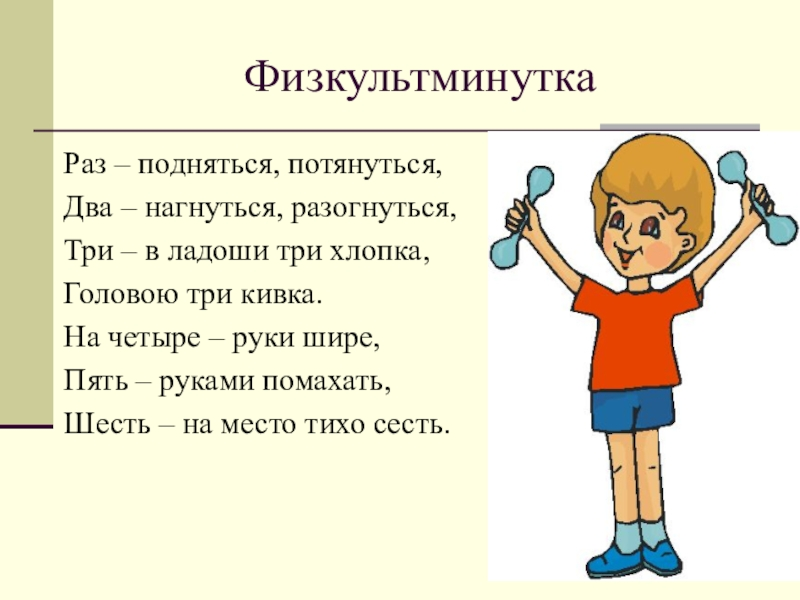 Физкультминутка
Раз – подняться, потянуться,
Два – нагнуться, разогнуться,
Три – в ладоши три хлопка,
Головою три кивка.
На четыре – руки шире,
Пять – руками помахать,
Шесть – на место тихо сесть.